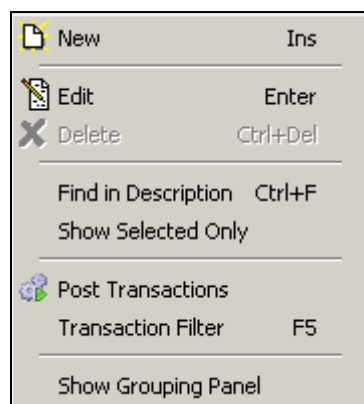 New Ins
Edit Enter
Delete Ctrl+Del
Find in Description Ctrl+F
Show Selected Only
Post Transactions
Transaction Filter F5
Show Grouping Panel